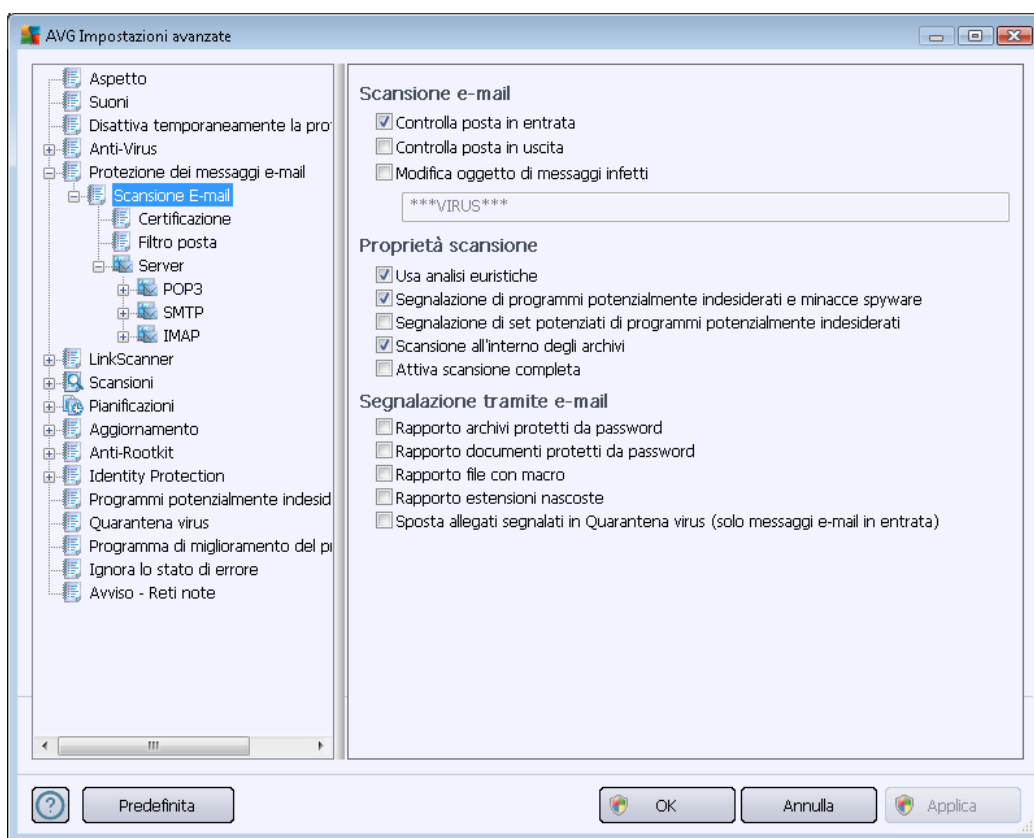 AVG Impostazioni avanzate
Aspetto
Suoni
Disattiva temporaneamente la pro
Anti-Virus
Protezione dei messaggi e-mail
Scansione E-mail
Certificazione
Filtro posta
Server
POP3
SMTP
IMAP
LinkScanner
Scansioni
Pianificazioni
Aggiornamento
Anti-Rootkit
Identity Protection
Programmi potenzialmente indesid
Quarantena virus
Programma di miglioramento del pr
Ignora lo stato di errore
Avviso - Reti note
Scansione e-mail
Controlla posta in entrata
Controlla posta in uscita
Modifica oggetto di messaggi infetti
***VIRUS***
Proprietà scansione
Usa analisi euristiche
Segnalazione di programmi potenzialmente indesiderati e minacce spyware
Segnalazione di set potenziati di programmi potenzialmente indesiderati
Scansione all'interno degli archivi
Attiva scansione completa
Segnalazione tramite e-mail
Rapporto archivi protetti da password
Rapporto documenti protetti da password
Rapporto file con macro
Rapporto estensioni nascoste
Sposta allegati segnalati in Quarantena virus (solo messaggi e-mail in entrata)
Predefinita
OK
Annulla
Applica